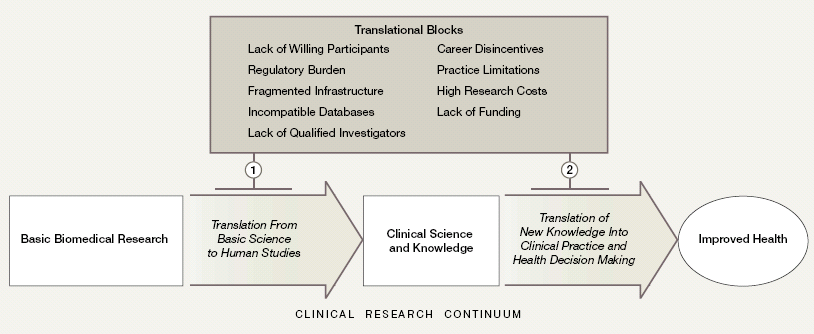 Translational Blocks
Lack of Willing Participants
Regulatory Burden
Fragmented Infrastructure
Incompatible Databases
Lack of Qualified Investigators
Career Disincentives
Practice Limitations
High Research Costs
Lack of Funding
1
2
Basic Biomedical Research
Translation From
Basic Science
to Human Studies
Clinical Science
and Knowledge
Translation of
New Knowledge Into
Clinical Practice and
Health Decision Making
Improved Health
CLINICAL RESEARCH CONTINUUM